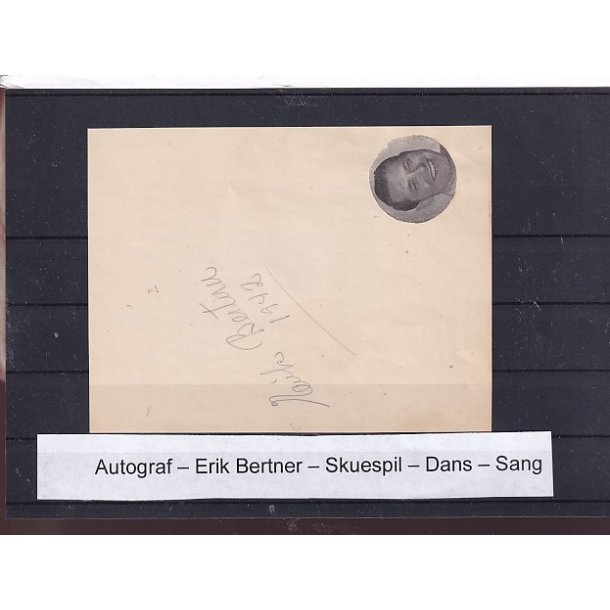 Erik Bertner
1942
Autograf – Erik Bertner – Skuespil – Dans – Sang